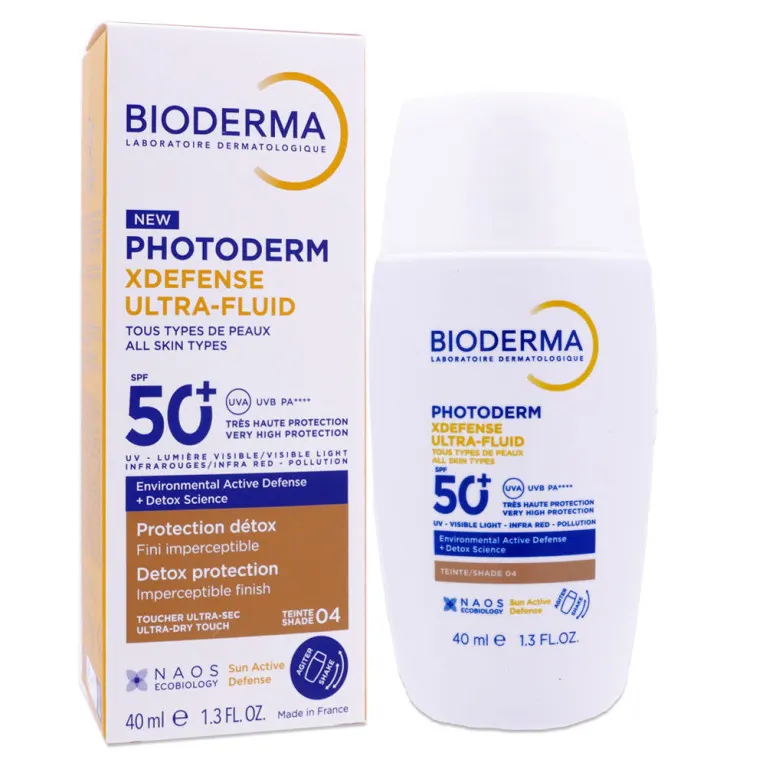 BIODERMA
LABORATOIRE DERMATOLOGIQUE
NEW
PHOTODERM
XDEFENSE
ULTRA-FLUID
TOUS TYPES DE PEAUX
ALL SKIN TYPES
SPF
50+
UVA UVB PA****
TRÈS HAUTE PROTECTION
VERY HIGH PROTECTION
UV - LUMIÈRE VISIBLE/VISIBLE LIGHT
INFRAROUGES/INFRA RED - POLLUTION
Environmental Active Defense
+ Detox Science
Protection détox
Fini imperceptible
Detox protection
Imperceptible finish
TOUCHER ULTRA-SEC
ULTRA-DRY TOUCH
TEINTE
SHADE 04
NAOS
ECOBIOLOGY
Sun Active
Defense
AGITER
SHAKE
40 ml e 1.3 FL. OZ.
Made in France
BIODERMA
LABORATOIRE DERMATOLOGIQUE
PHOTODERM
XDEFENSE
ULTRA-FLUID
TOUS TYPES DE PEAUX
ALL SKIN TYPES
SPF
50+
UVA UVB PA****
TRÈS HAUTE PROTECTION
VERY HIGH PROTECTION
UV - VISIBLE LIGHT - INFRA RED - POLLUTION
Environmental Active Defense
+ Detox Science
TEINTE/SHADE 04
NAOS
ECOBIOLOGY
Sun Active
Defense
AGITER
SHAKE
40 ml e 1.3 FL.OZ.